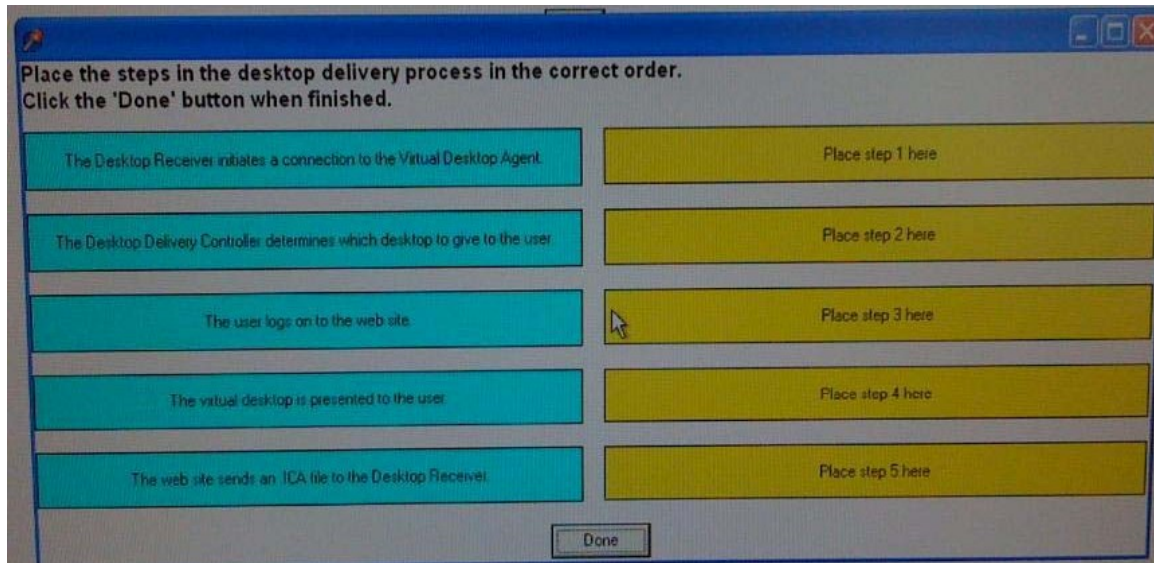 Place the steps in the desktop delivery process in the correct order.
Click the 'Done' button when finished.
The Desktop Receiver initiates a connection to the Virtual Desktop Agent.
Place step 1 here
The Desktop Delivery Controller determines which desktop to give to the user.
Place step 2 here
The user logs on to the web site.
Place step 3 here
The virtual desktop is presented to the user.
Place step 4 here
The web site sends an .ICA file to the Desktop Receiver.
Place step 5 here
Done